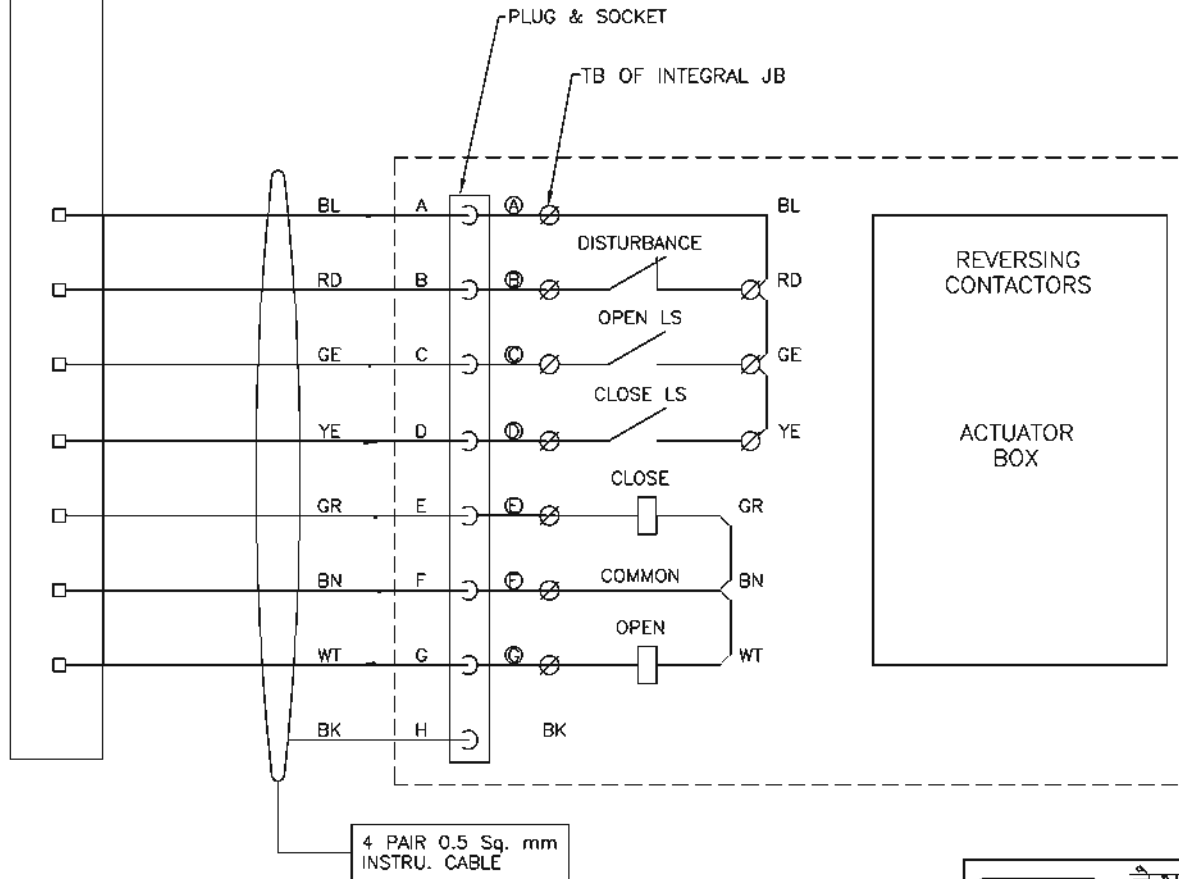 PLUG & SOCKET
TB OF INTEGRAL JB
BL A Ⓐ BL
DISTURBANCE
RD B Ⓑ RD
OPEN LS
GE C Ⓒ GE
CLOSE LS
YE D Ⓓ YE
CLOSE
GR E Ⓔ GR
BN F Ⓕ COMMON BN
OPEN
WT G Ⓖ WT
BK H BK
REVERSING
CONTACTORS
ACTUATOR
BOX
4 PAIR 0.5 Sq. mm
INSTRU. CABLE